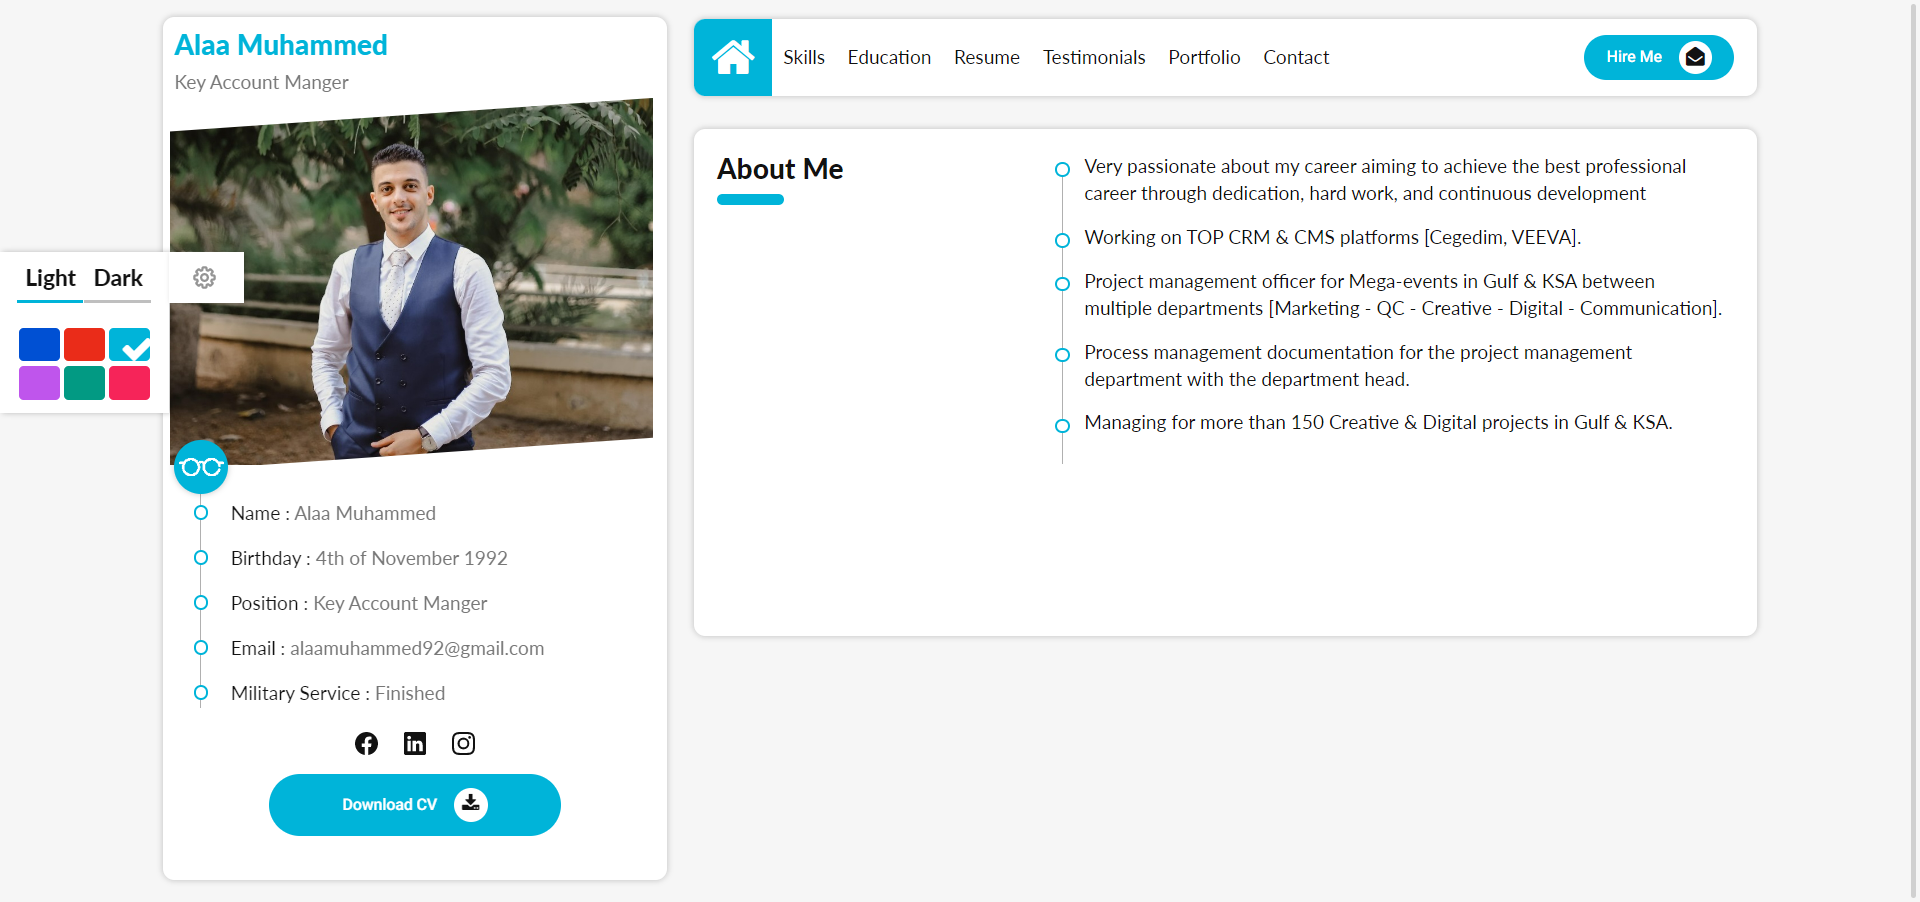 Alaa Muhammed
Key Account Manger
Light Dark
Name : Alaa Muhammed
Birthday : 4th of November 1992
Position : Key Account Manger
Email : alaamuhammed92@gmail.com
Military Service : Finished
Download CV
Skills Education Resume Testimonials Portfolio Contact
Hire Me
About Me
Very passionate about my career aiming to achieve the best professional
career through dedication, hard work, and continuous development
Working on TOP CRM & CMS platforms [Cegedim, VEEVA].
Project management officer for Mega-events in Gulf & KSA between
multiple departments [Marketing - QC - Creative - Digital - Communication].
Process management documentation for the project management
department with the department head.
Managing for more than 150 Creative & Digital projects in Gulf & KSA.